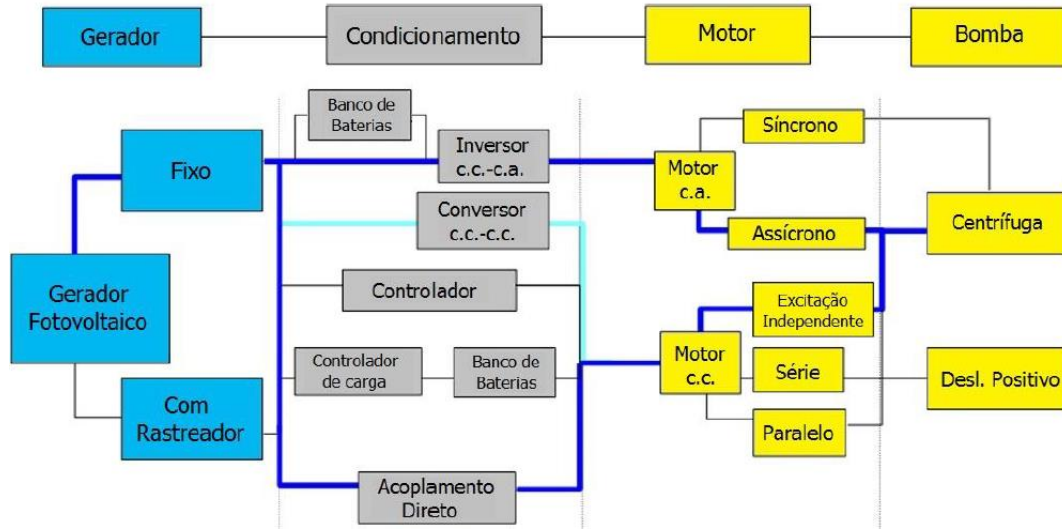 Gerador
Condicionamento
Motor
Bomba
Banco de
Baterias
Síncrono
Fixo
Inversor
c.c.-c.a.
Motor
c.a.
Conversor
c.c.-c.c.
Assícrono
Centrífuga
Gerador
Fotovoltaico
Controlador
Excitação
Independente
Controlador
de carga
Banco de
Baterias
Motor
c.c.
Série
Desl. Positivo
Com
Rastreador
Paralelo
Acoplamento
Direto